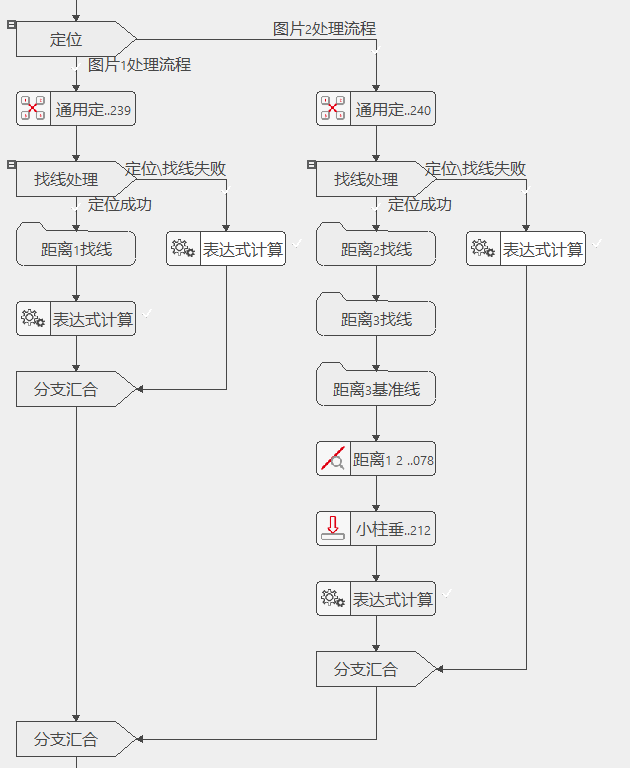 图片2处理流程
定位
图片1处理流程
通用定..239
通用定..240
定位\找线失败
定位\找线失败
找线处理
找线处理
定位成功
定位成功
距离1找线
表达式计算
距离2找线
表达式计算
表达式计算
距离3找线
分支汇合
距离3基准线
距离1 2 ..078
小柱垂..212
表达式计算
分支汇合
分支汇合